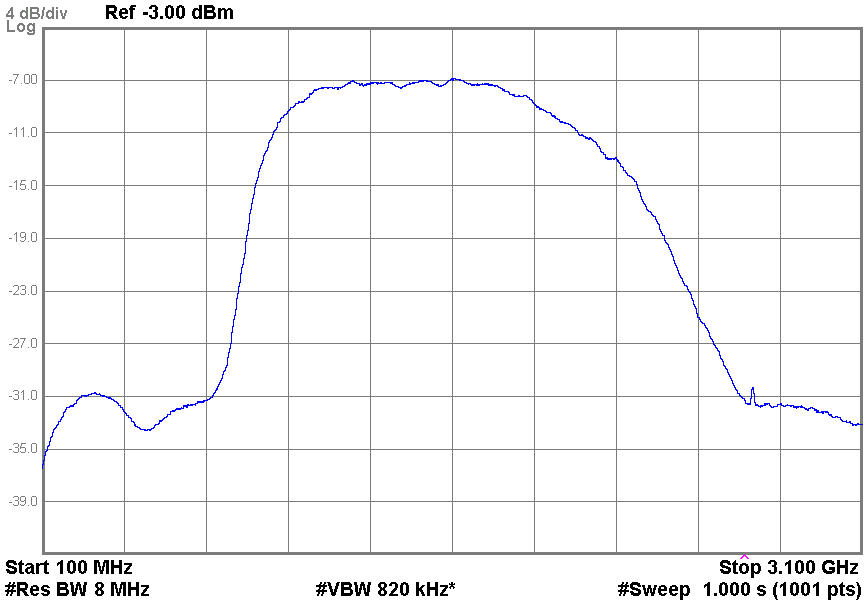 4 dB/div Ref -3.00 dBm
Log
-7.00
-11.0
-15.0
-19.0
-23.0
-27.0
-31.0
-35.0
-39.0
Start 100 MHz Stop 3.100 GHz
#Res BW 8 MHz #VBW 820 kHz* #Sweep 1.000 s (1001 pts)